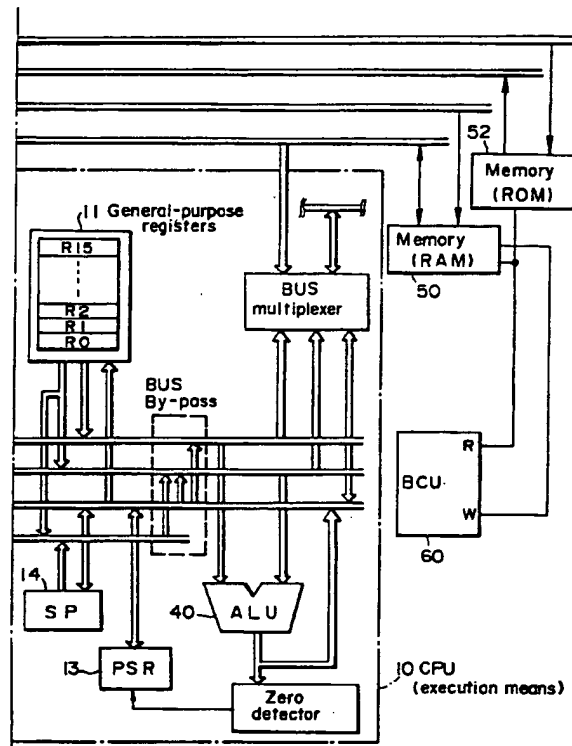 52
Memory
(ROM)
11 General-purpose
registers
R15
R2
R1
R0
Memory
(RAM)
50
BUS
multiplexer
BUS
By-pass
R
BCU
W
60
14
SP
40
ALU
13
PSR
10 CPU
(execution means)
Zero
detector